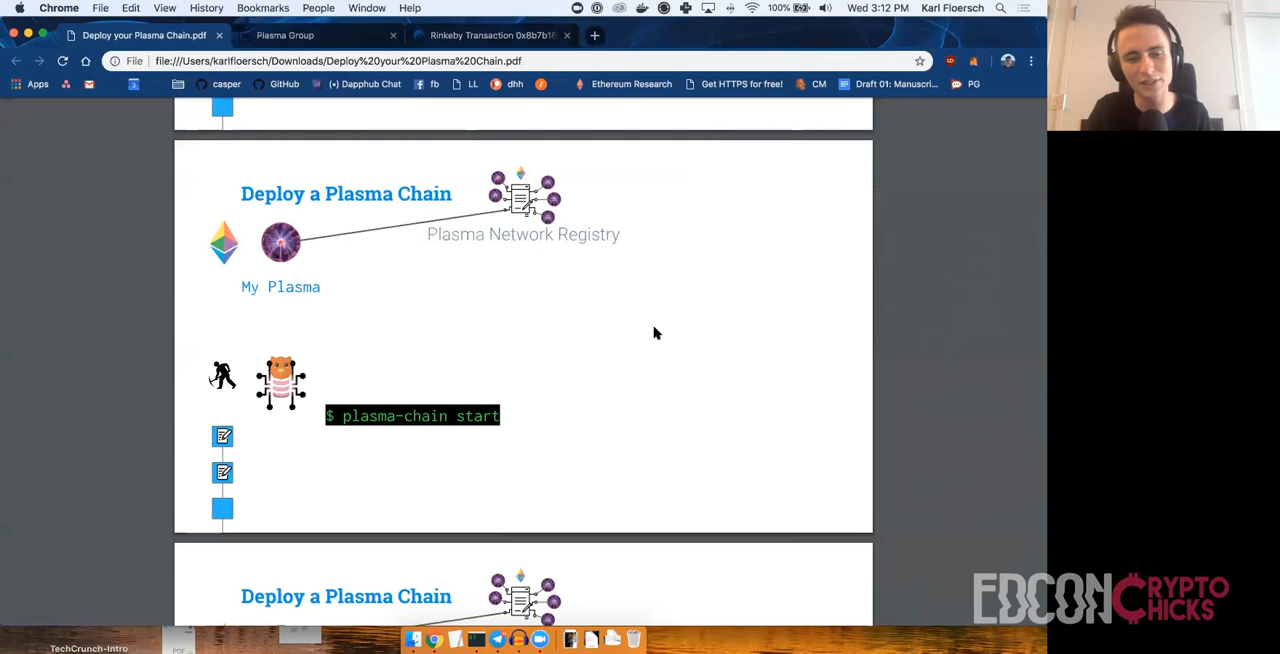 Chrome File Edit View History Bookmarks People Window Help 100% Wed 3:12 PM Karl Floersch
Deploy your Plasma Chain.pdf Plasma Group Rinkeby Transaction 0x8b7b16
File file:///Users/karlfloersch/Downloads/Deploy%20your%20Plasma%20Chain.pdf
Apps casper GitHub (•) Dapphub Chat fb LL dhh Ethereum Research Get HTTPS for free! CM Draft 01: Manuscri... PG
Deploy a Plasma Chain
Plasma Network Registry
My Plasma
$ plasma-chain start
Deploy a Plasma Chain
EDCON CRYPTO
CHICKS
TechCrunch-Intro
PDF